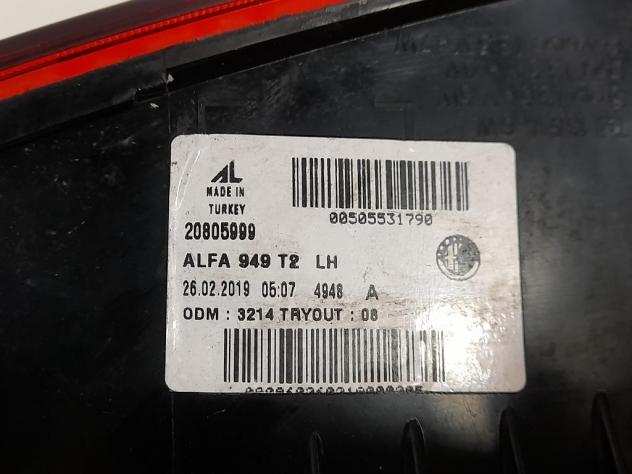 AL
MADE IN
TURKEY
00505531790
20805999
ALFA 949 T2 LH
26.02.2019 05:07 4948 A
ODM : 3214 TRYOUT : 08